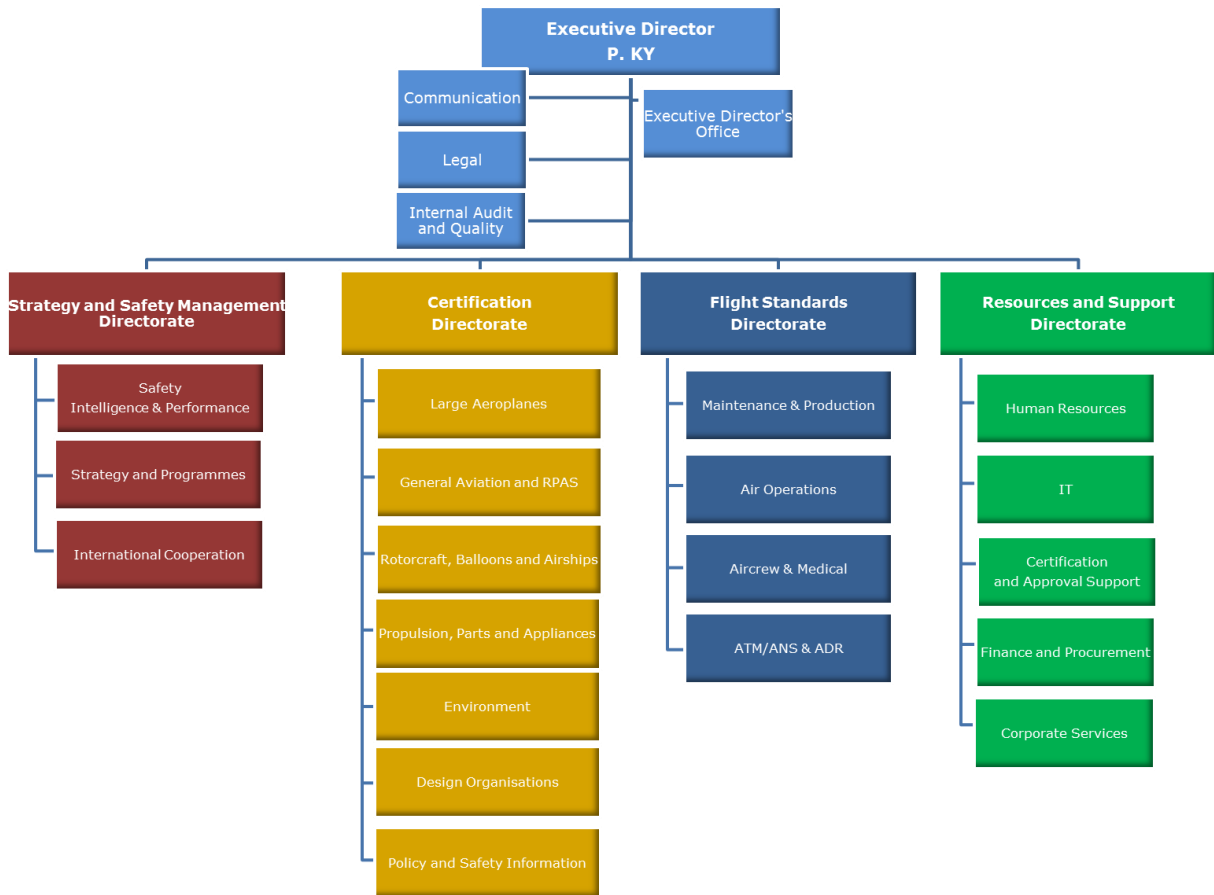 Executive Director
P. KY
Communication
Executive Director's
Office
Legal
Internal Audit
and Quality
Strategy and Safety Management
Directorate
Safety
Intelligence & Performance
Strategy and Programmes
International Cooperation
Certification
Directorate
Large Aeroplanes
General Aviation and RPAS
Rotorcraft, Balloons and Airships
Propulsion, Parts and Appliances
Environment
Design Organisations
Policy and Safety Information
Flight Standards
Directorate
Maintenance & Production
Air Operations
Aircrew & Medical
ATM/ANS & ADR
Resources and Support
Directorate
Human Resources
IT
Certification
and Approval Support
Finance and Procurement
Corporate Services